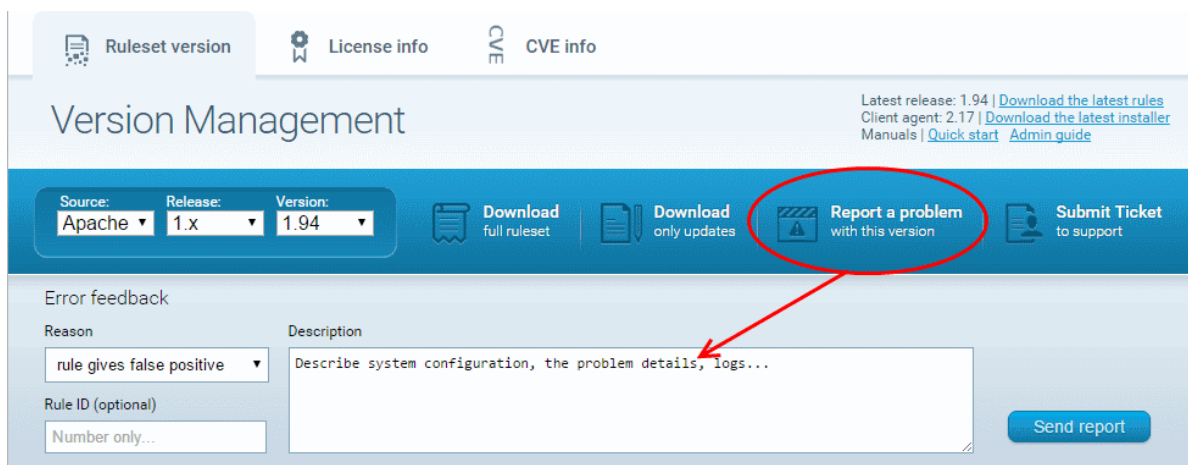 Ruleset version
License info
CVE
CVE info
Version Management
Latest release: 1.94 | Download the latest rules
Client agent: 2.17 | Download the latest installer
Manuals | Quick start Admin guide
Source:
Release:
Version:
Apache
1.x
1.94
Download
full ruleset
Download
only updates
Report a problem
with this version
Submit Ticket
to support
Error feedback
Reason
Description
rule gives false positive
Describe system configuration, the problem details, logs...
Rule ID (optional)
Number only...
Send report